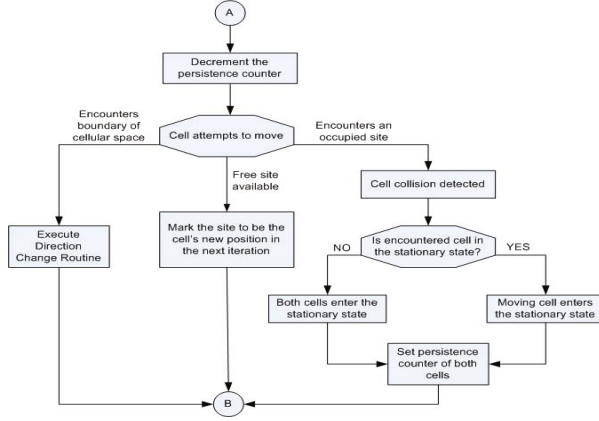 A
Decrement the
persistence counter
Encounters
boundary of
cellular space
Cell attempts to move
Encounters an
occupied site
Free site
available
Cell collision detected
Execute
Direction
Change Routine
Mark the site to be the
cell's new position in
the next iteration
NO
Is encountered cell in
the stationary state?
YES
Both cells enter the
stationary state
Moving cell enters
the stationary state
Set persistence
counter of both
cells
B